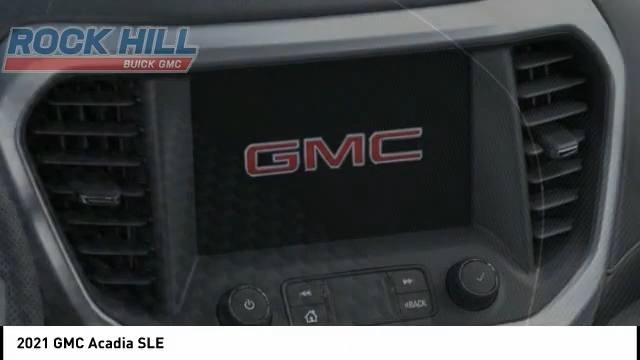 ROCK HILL
BUICK GMC
GMC
BACK
2021 GMC Acadia SLE